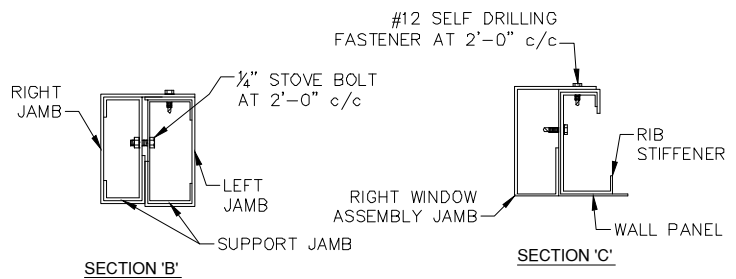 #12 SELF DRILLING
FASTENER AT 2'-0" c/c
¼" STOVE BOLT
AT 2'-0" c/c
RIGHT
JAMB
LEFT
JAMB
SUPPORT JAMB
SECTION 'B'
RIB
STIFFENER
RIGHT WINDOW
ASSEMBLY JAMB
WALL PANEL
SECTION 'C'